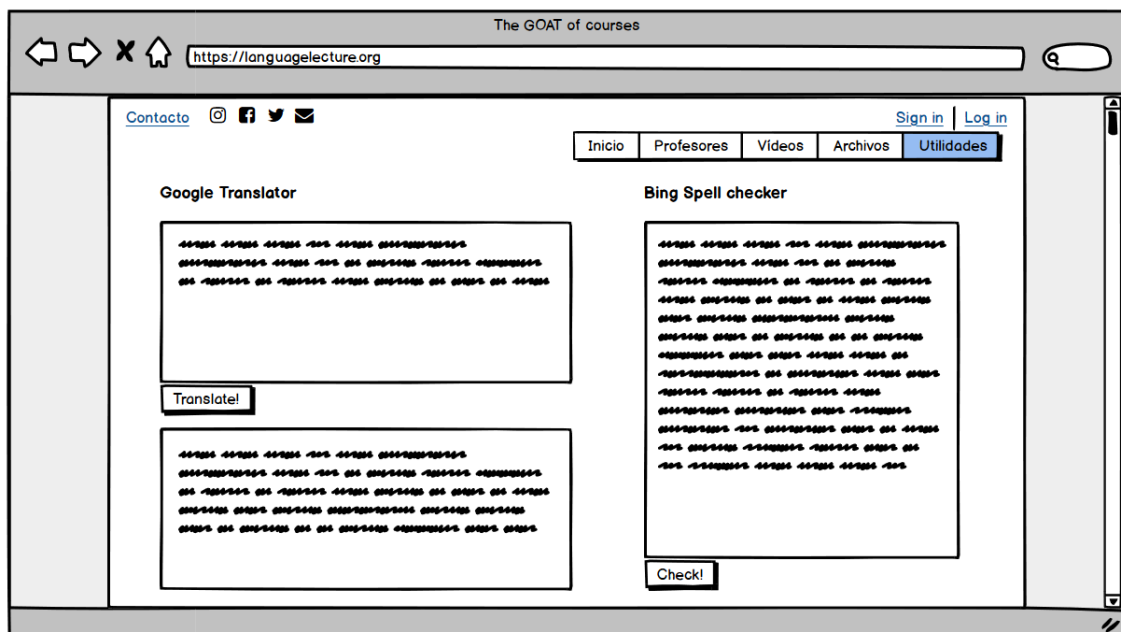 The GOAT of courses
https://languagelecture.org
Contacto
Sign in
Log in
Inicio
Profesores
Vídeos
Archivos
Utilidades
Google Translator
Bing Spell checker
Translate!
Check!